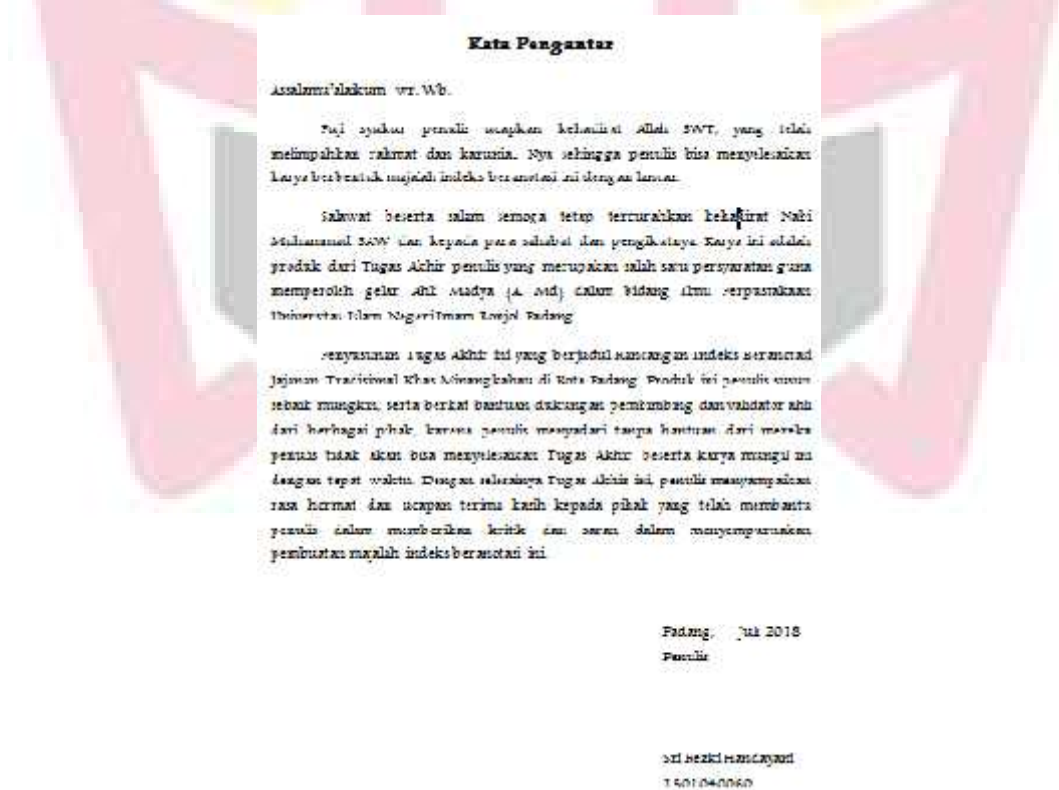 Kata Pengantar
Assalamu'alaikum wr. Wb.
Puji syukur penulis ucapkan kehadirat Allah SWT, yang telah
melimpahkan rahmat dan karunia. Nya sehingga penulis bisa menyelesaikan
karya berbentuk majalah indeks beranotasi ini dengan lancar.
Salawat beserta salam semoga tetap tercurahkan kekadirat Nabi
Muhammad SAW dan kepada para sahabat dan pengikutnya. Karya ini adalah
produk dari Tugas Akhir penulis yang merupakan salah satu persyaratan guna
memperoleh gelar Ahli Madya (A. Md) dalam bidang Ilmu Perpustakaan
Universitas Islam Negeri Imam Bonjol Padang
Penyusunan Tugas Akhir ini yang berjudul Rancangan Indeks Beranotasi
Jajanan Tradisional Khas Minangkabau di Kota Padang. Produk ini penulis susun
sebaik mungkin, serta berkat bantuan dukungan pembimbing dan validator ahli
dari berbagai pihak, karena penulis menyadari tanpa bantuan dari mereka
penulis tidak akan bisa menyelesaikan Tugas Akhir beserta karya mungil ini
dengan tepat waktu. Dengan selesainya Tugas Akhir ini, penulis menyampaikan
rasa hormat dan ucapan terima kasih kepada pihak yang telah membantu
penulis dalam memberikan kritik dan saran dalam menyempurnakan
pembuatan majalah indeks beranotasi ini.
Padang, Juli 2018
Penulis
Sri Rezki Handayani
1501040060